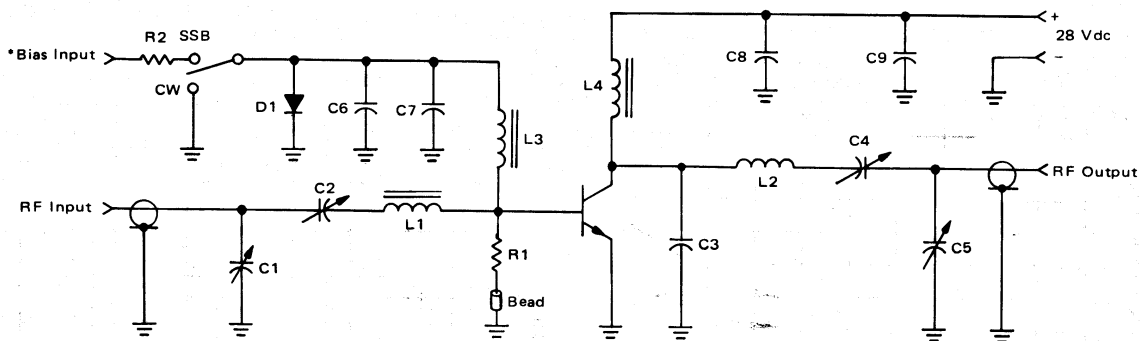 R2 SSB
*Bias Input
CW
D1
C6
C7
L3
L4
C8
C9
+
28 Vdc
−
RF Input
C2
L1
C1
R1
Bead
C3
L2
C4
C5
RF Output